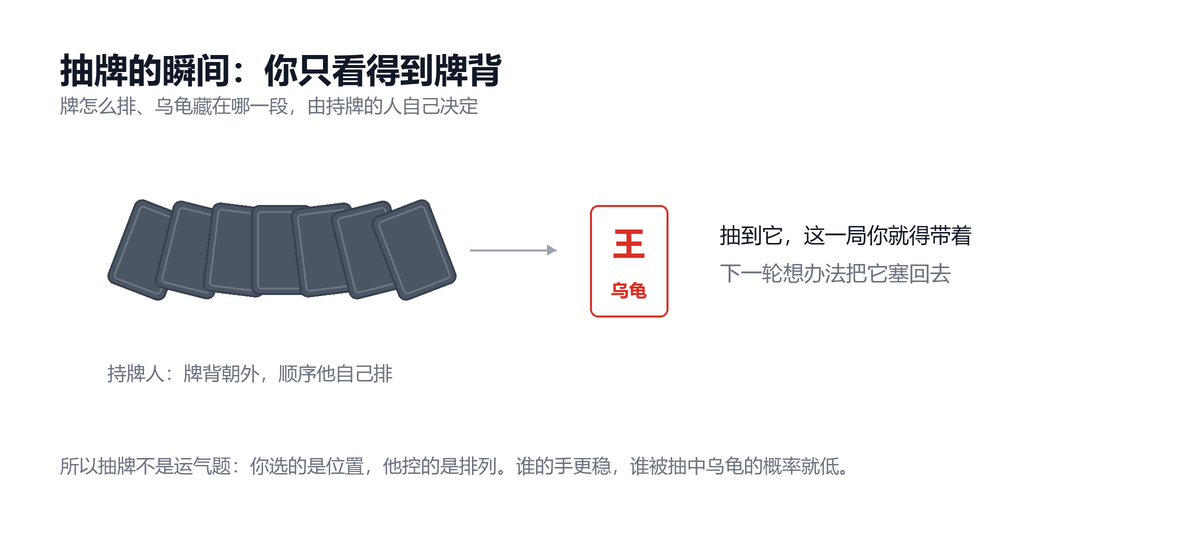 抽牌的瞬间：你只看得到牌背
牌怎么排、乌龟藏在哪一段，由持牌的人自己决定
王
乌龟
抽到它，这一局你就得带着
下一轮想办法把它塞回去
持牌人：牌背朝外，顺序他自己排
所以抽牌不是运气题：你选的是位置，他控的是排列。谁的手更稳，谁被抽中乌龟的概率就低。